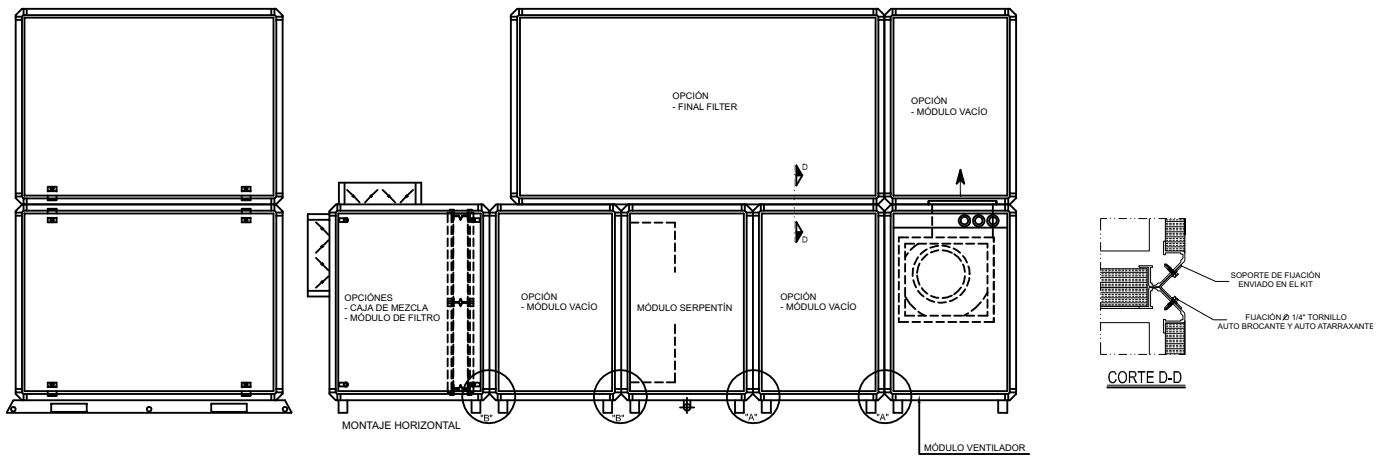 OPCIÓN
- FINAL FILTER
OPCIÓN
- MÓDULO VACÍO
D
D
OPCIÓNES
- CAJA DE MEZCLA
- MÓDULO DE FILTRO
OPCIÓN
- MÓDULO VACÍO
MÓDULO SERPENTÍN
OPCIÓN
- MÓDULO VACÍO
"B"
"B"
"A"
"A"
MONTAJE HORIZONTAL
MÓDULO VENTILADOR
SOPORTE DE FIJACIÓN
ENVIADO EN EL KIT
FIJACIÓN Ø 1/4" TORNILLO
AUTO BROCANTE Y AUTO ATARRAXANTE
CORTE D-D